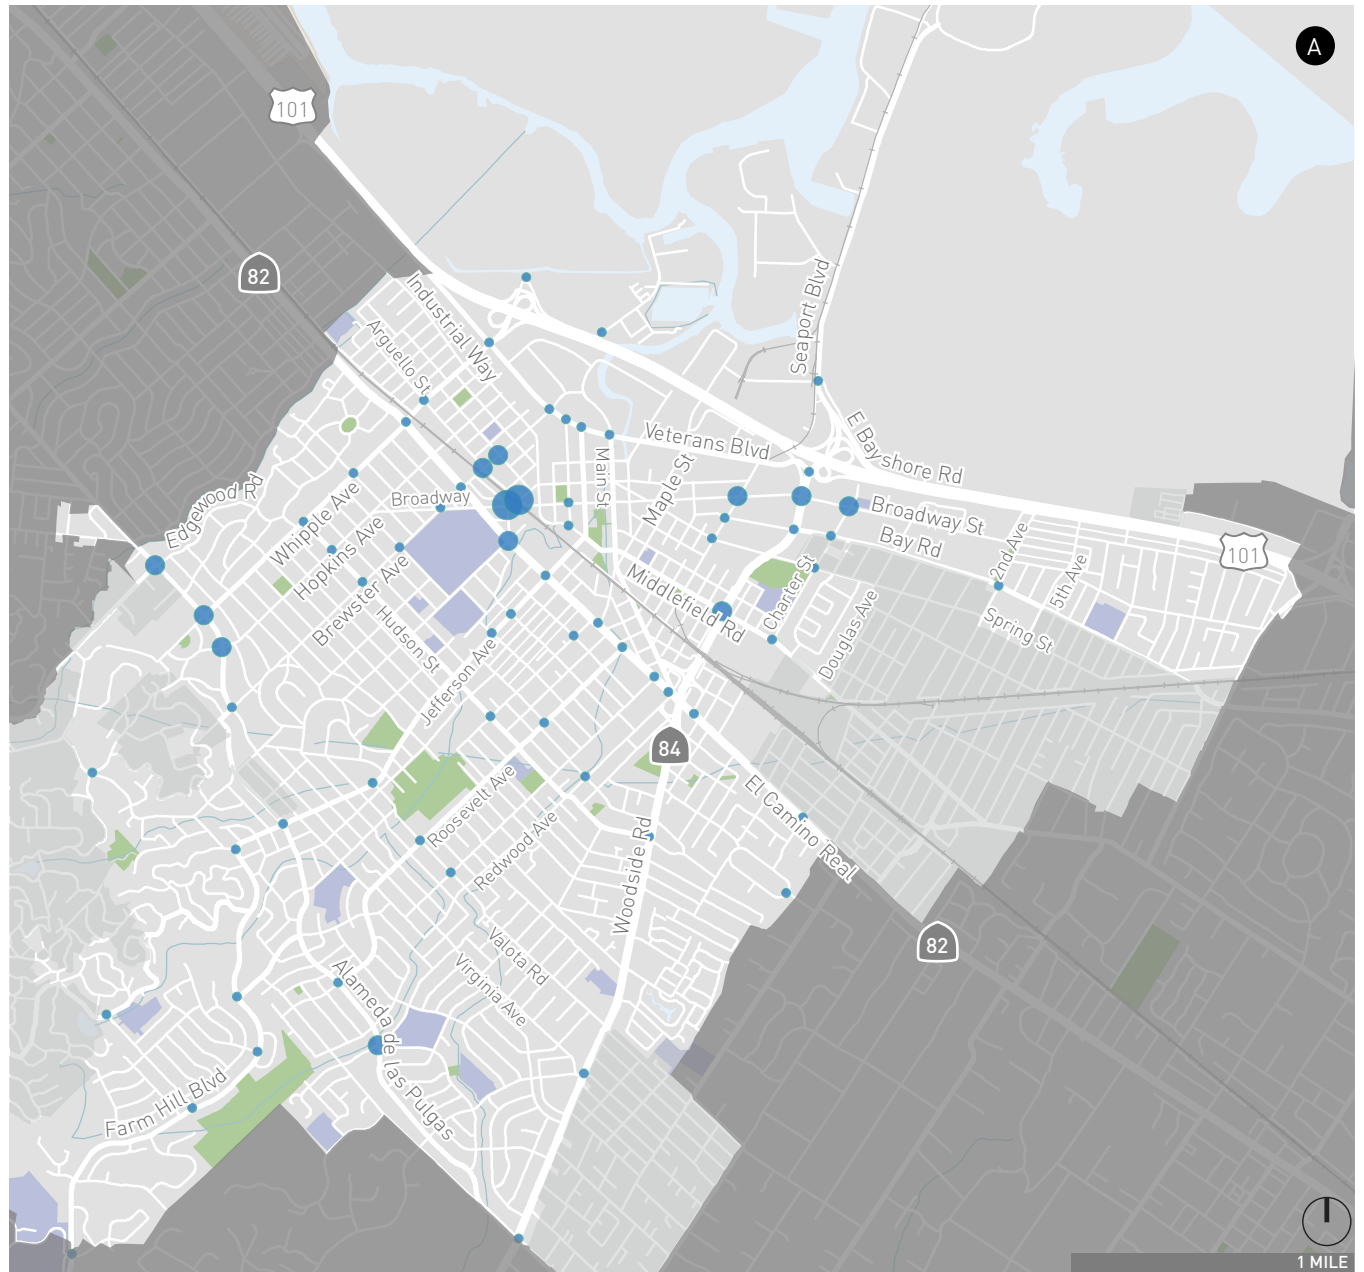 A
101
82
Industrial Way
Arguello St
Seaport Blvd
E Bayshore Rd
Veterans Blvd
Main St
Maple St
Broadway
Edgewood Rd
Whipple Ave
Hopkins Ave
Brewster Ave
Broadway St
Bay Rd
2nd Ave
5th Ave
101
Middlefield Rd
Charter St
Douglas Ave
Spring St
Hudson St
Jefferson Ave
84
El Camino Real
Roosevelt Ave
Redwood Ave
Woodside Rd
82
Valota Rd
Virginia Ave
Alameda de las Pulgas
Farm Hill Blvd
1 MILE